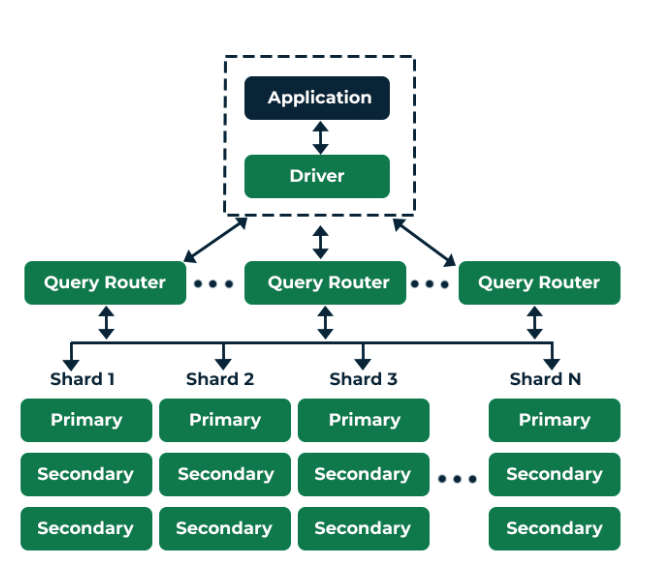 Application
Driver
Query Router
Query Router
Query Router
Shard 1
Shard 2
Shard 3
Shard N
Primary
Primary
Primary
Primary
Secondary
Secondary
Secondary
Secondary
Secondary
Secondary
Secondary
Secondary